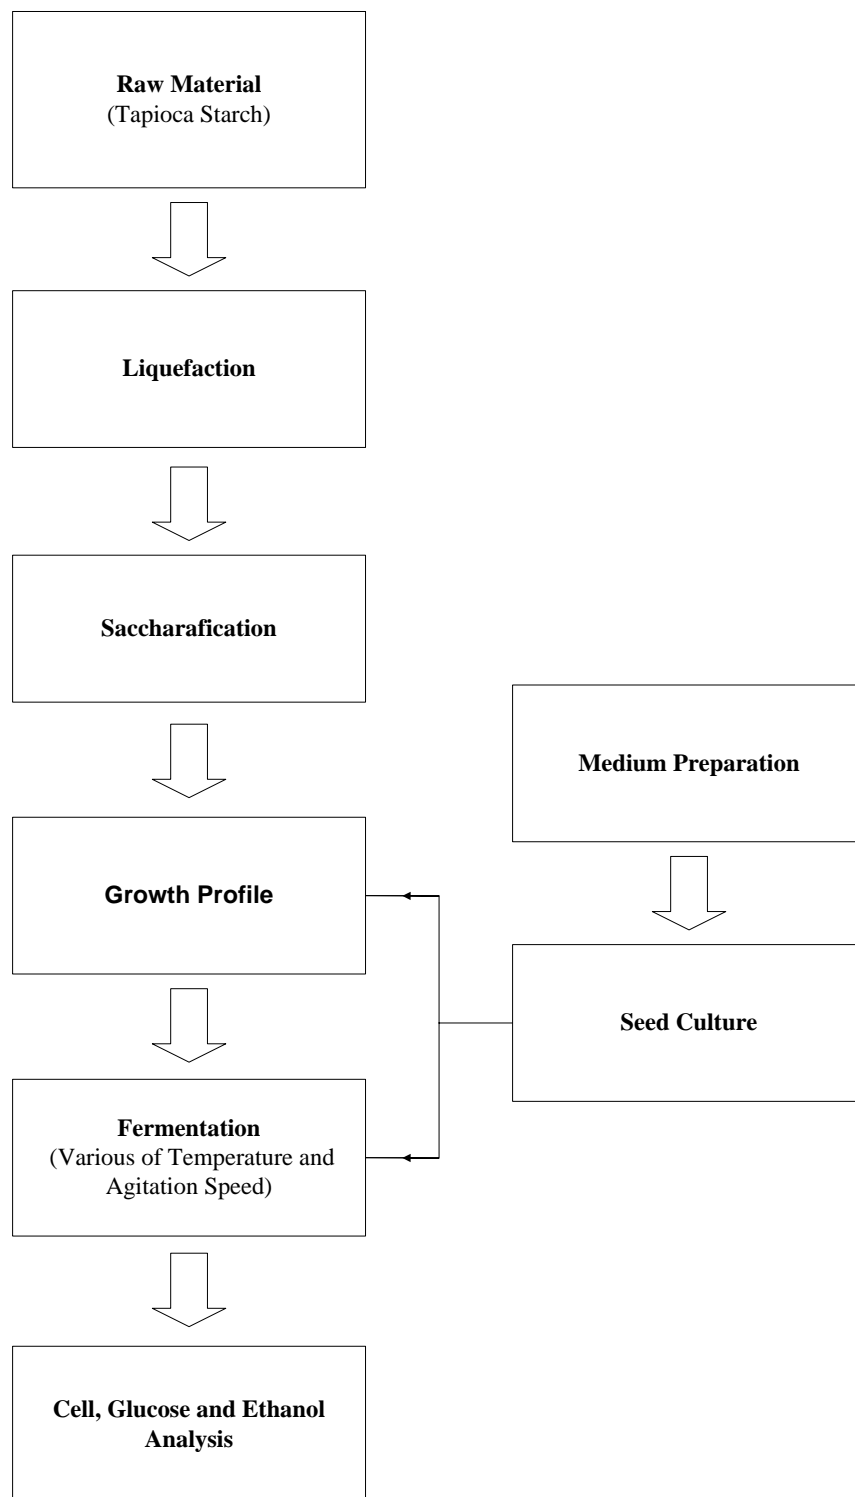 Raw Material
(Tapioca Starch)
Liquefaction
Saccharafication
Medium Preparation
Growth Profile
Seed Culture
Fermentation
(Various of Temperature and
Agitation Speed)
Cell, Glucose and Ethanol
Analysis